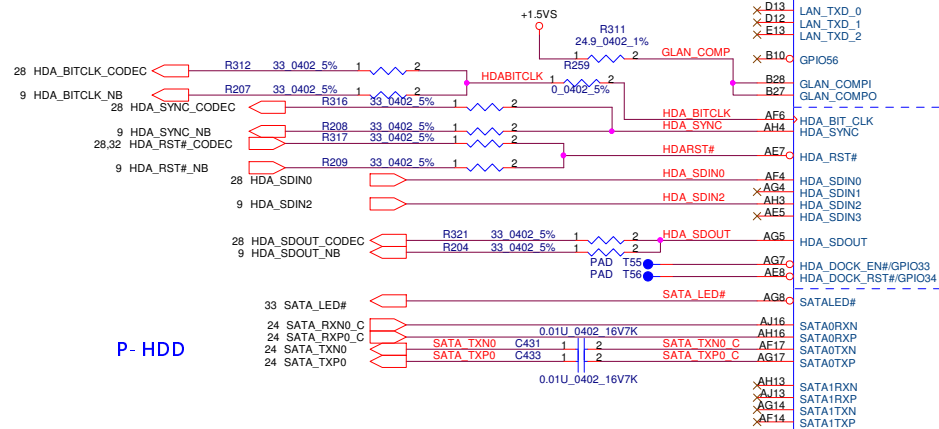 D13 LAN_TXD_0
+1.5VS D12 LAN_TXD_1
R311 E13 LAN_TXD_2
24.9_0402_1% GLAN_COMP B10 GPIO56
R259
28 HDA_BITCLK_CODEC R312 33_0402_5% 1 2 HDABITCLK 1 2 1 2 B28 GLAN_COMPI
9 HDA_BITCLK_NB R207 33_0402_5% 1 2 0_0402_5% B27 GLAN_COMPO
28 HDA_SYNC_CODEC R316 33_0402_5% 1 2
HDA_BITCLK AF6 HDA_BIT_CLK
9 HDA_SYNC_NB R208 33_0402_5% 1 2 HDA_SYNC AH4 HDA_SYNC
28,32 HDA_RST#_CODEC R317 33_0402_5% 1 2
HDARST# AE7 HDA_RST#
9 HDA_RST#_NB R209 33_0402_5% 1 2
28 HDA_SDIN0 HDA_SDIN0 AF4 HDA_SDIN0
AG4 HDA_SDIN1
9 HDA_SDIN2 HDA_SDIN2 AH3 HDA_SDIN2
AE5 HDA_SDIN3
28 HDA_SDOUT_CODEC R321 33_0402_5% 1 2 HDA_SDOUT AG5 HDA_SDOUT
9 HDA_SDOUT_NB R204 33_0402_5% 1 2
PAD T55 AG7 HDA_DOCK_EN#/GPIO33
PAD T56 AE8 HDA_DOCK_RST#/GPIO34
33 SATA_LED# SATA_LED# AG8 SATALED#
24 SATA_RXN0_C AJ16 SATA0RXN
24 SATA_RXP0_C 0.01U_0402_16V7K AH16 SATA0RXP
24 SATA_TXN0 SATA_TXN0 C431 1 2 SATA_TXN0_C AF17 SATA0TXN
24 SATA_TXP0 SATA_TXP0 C433 1 2 SATA_TXP0_C AG17 SATA0TXP
P-HDD
0.01U_0402_16V7K
AH13 SATA1RXN
AJ13 SATA1RXP
AG14 SATA1TXN
AF14 SATA1TXP